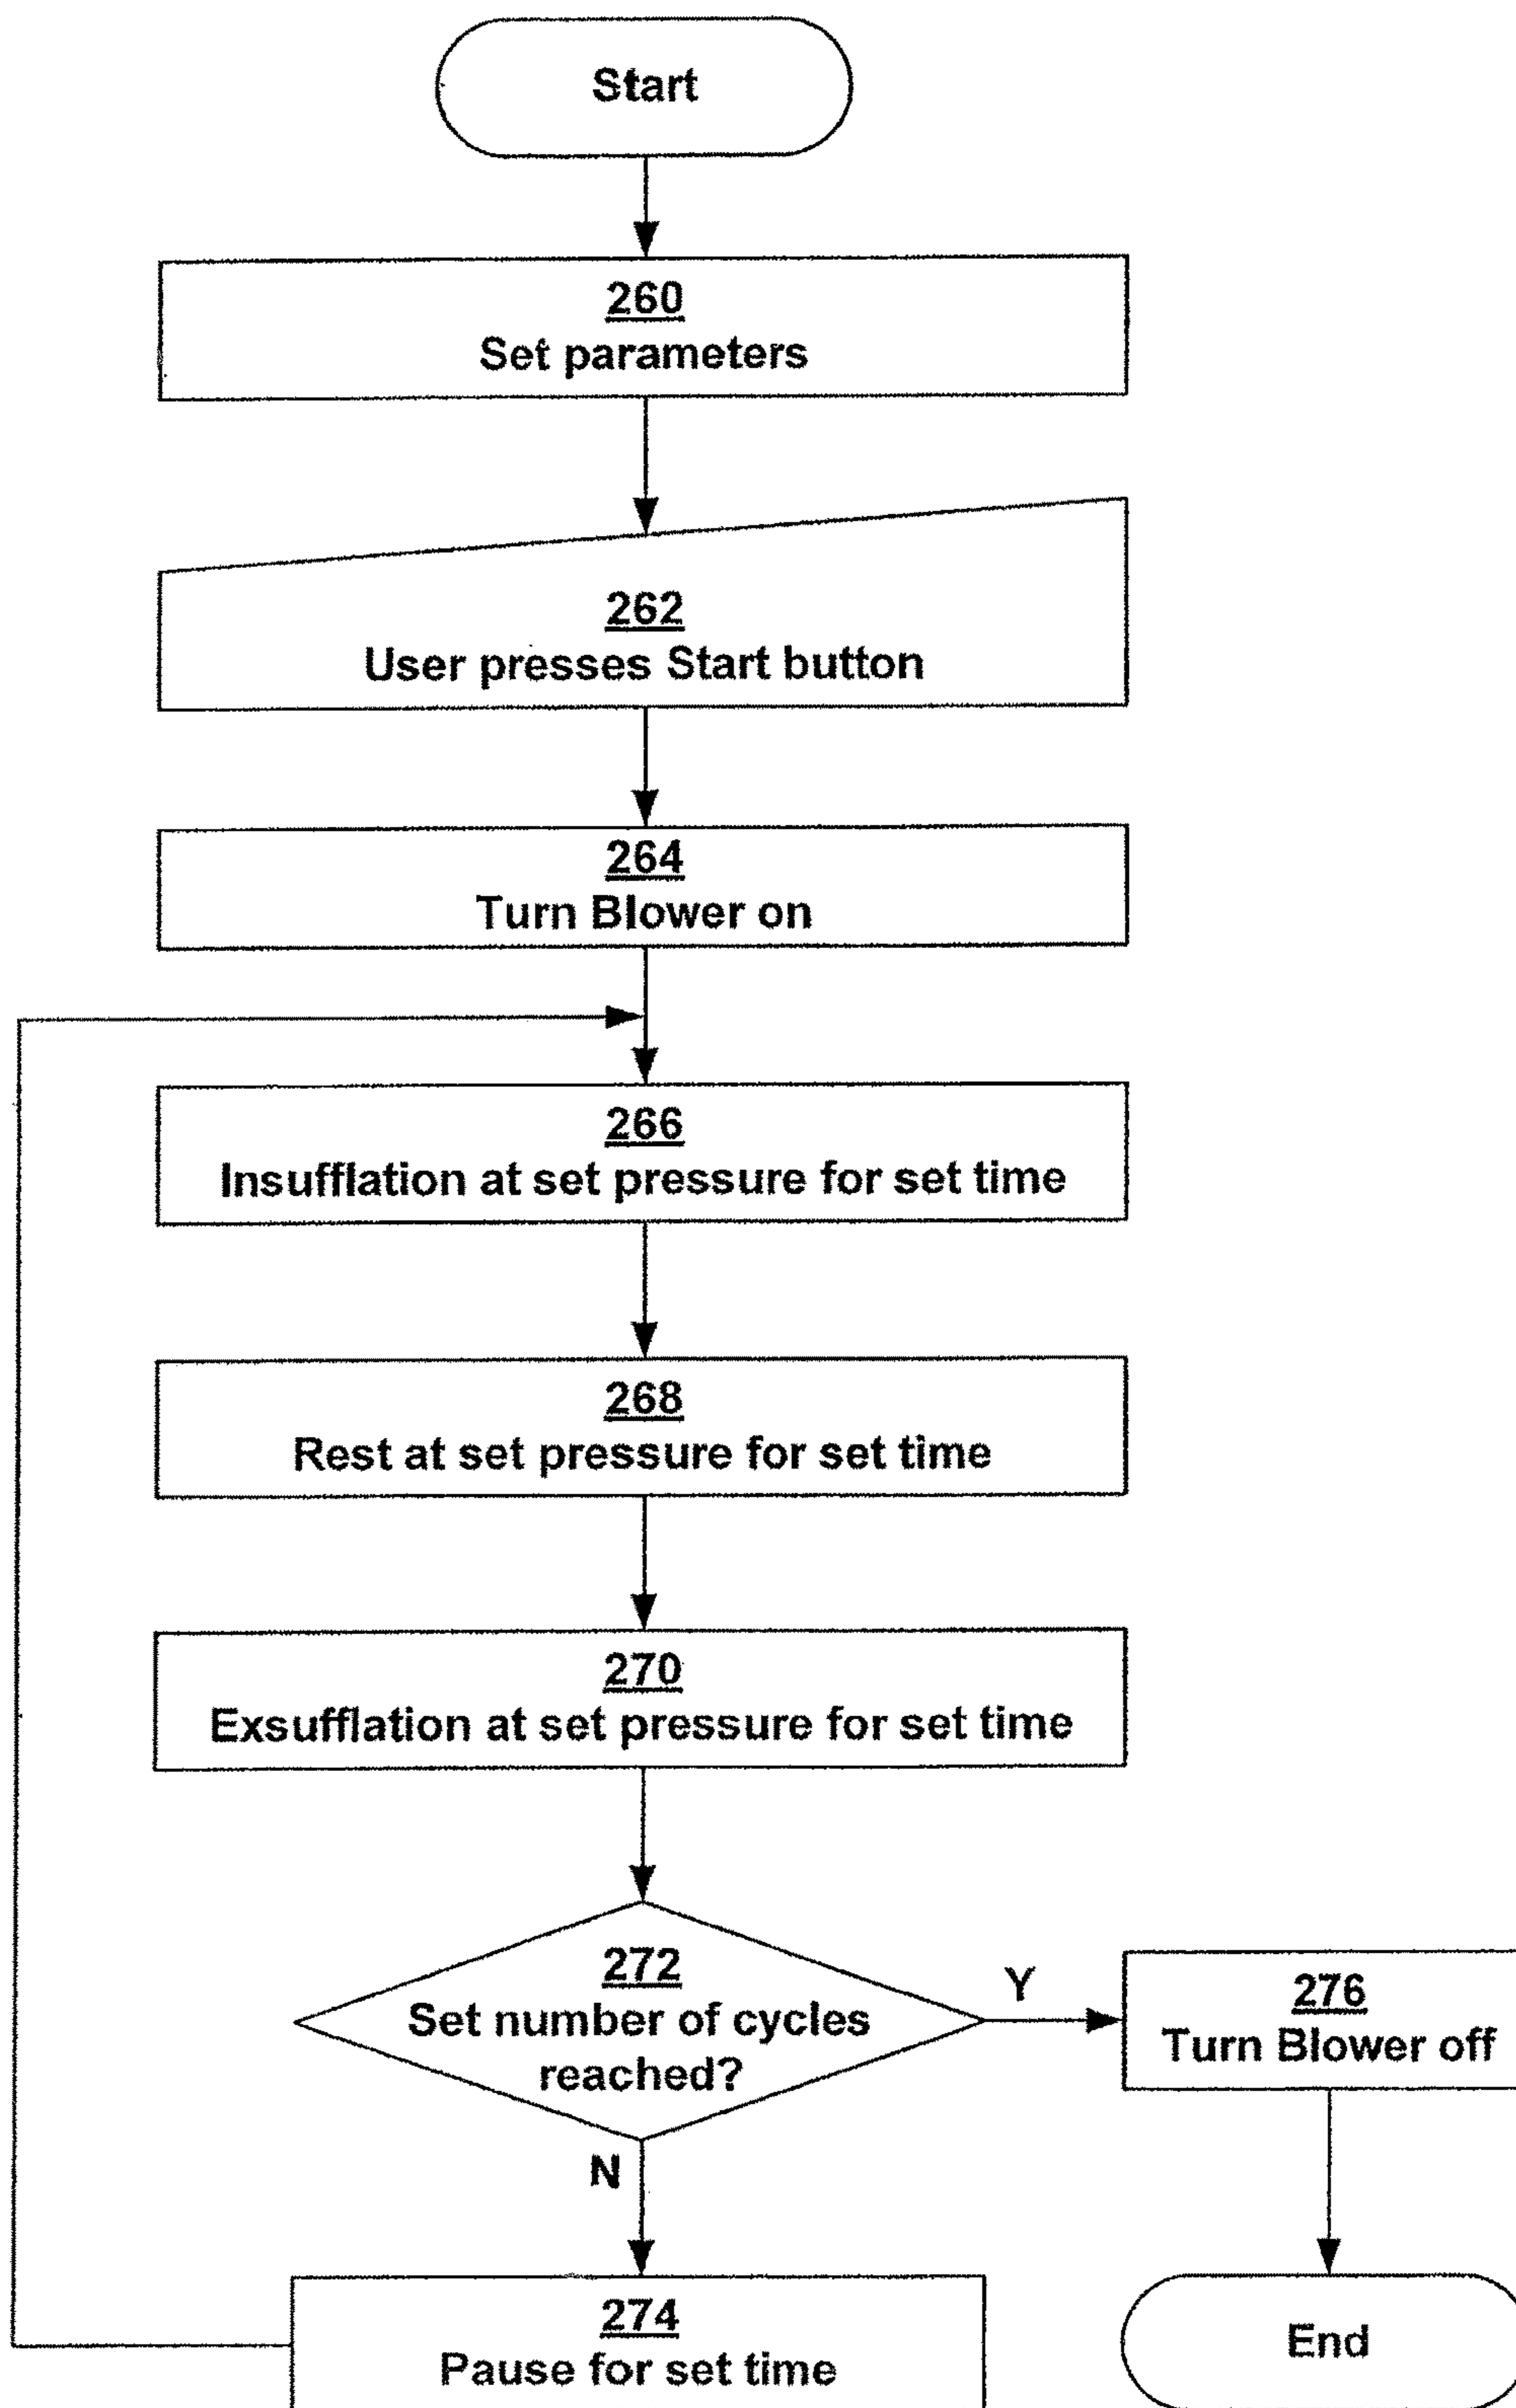 Start
260
Set parameters
262
User presses Start button
264
Turn Blower on
266
Insufflation at set pressure for set time
268
Rest at set pressure for set time
270
Exsufflation at set pressure for set time
272
Set number of cycles
reached?
Y
276
Turn Blower off
N
274
Pause for set time
End